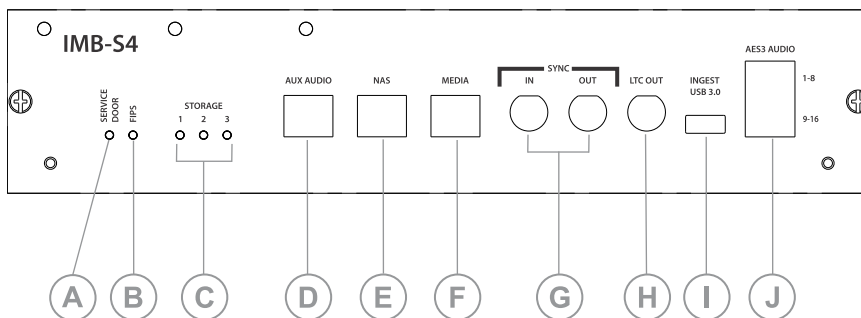 IMB-S4
SERVICE
DOOR
FIPS
STORAGE
1 2 3
AUX AUDIO
NAS
MEDIA
SYNC
IN OUT
LTC OUT
INGEST
USB 3.0
AES3 AUDIO
1-8
9-16
A B C D E F G H I J